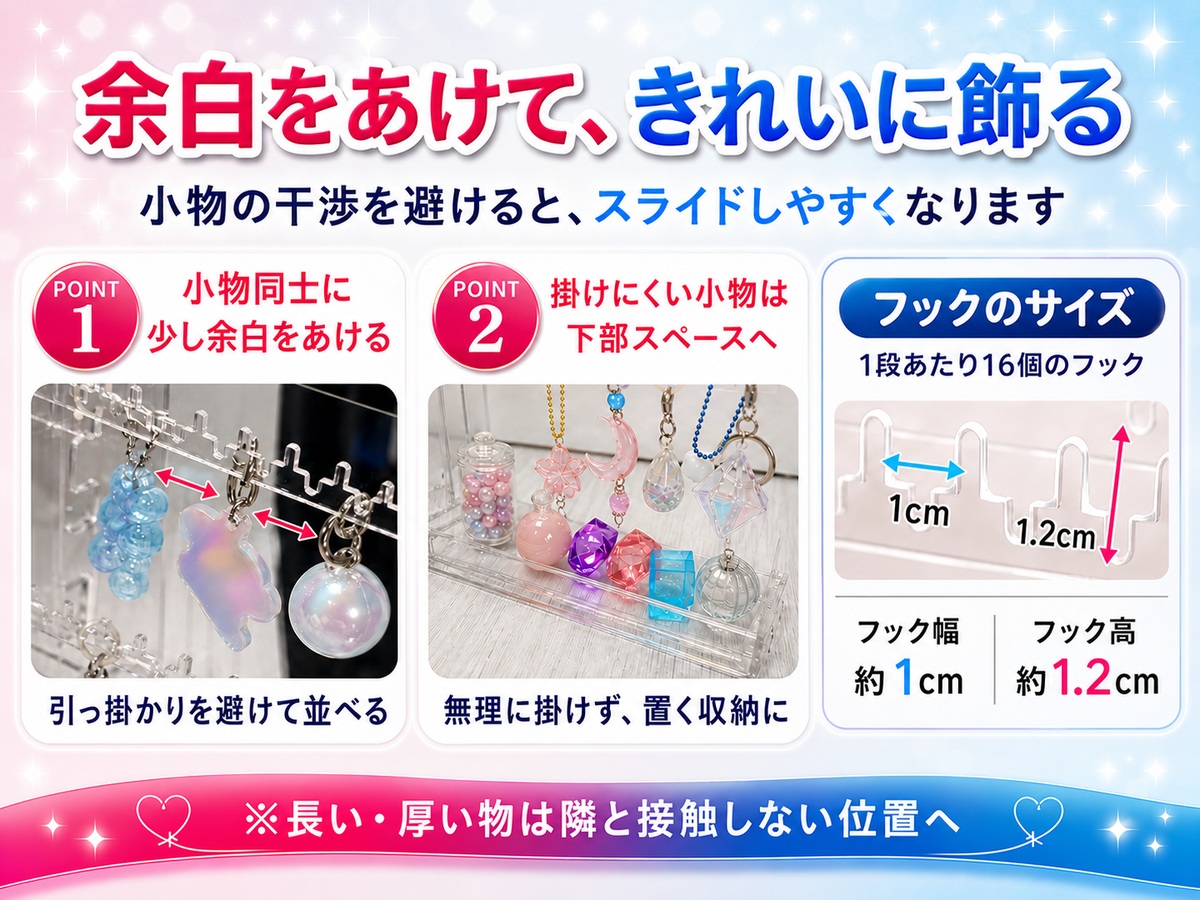 余白をあけて、きれいに飾る
小物の干渉を避けると、スライドしやすくなります
POINT
1
小物同士に
少し余白をあける
引っ掛かりを避けて並べる
POINT
2
掛けにくい小物は
下部スペースへ
無理に掛けず、置く収納に
フックのサイズ
1段あたり16個のフック
1cm
1.2cm
フック幅
約1cm
フック高
約1.2cm
※長い・厚い物は隣と接触しない位置へ